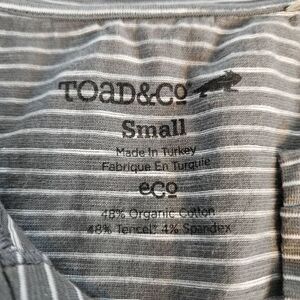 TOAD&CO
Small
Made In Turkey
Fabrique En Turquie
eco
48% Organic Cotton
48% Tencel® 4% Spandex